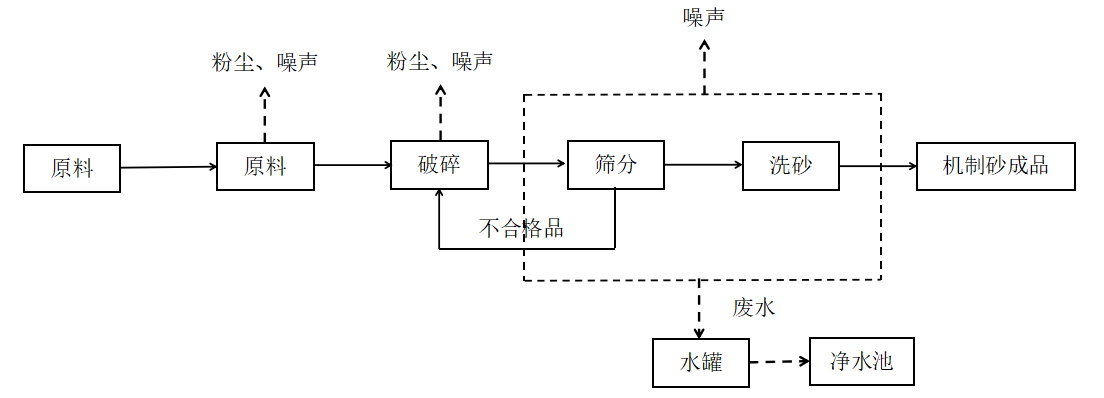 噪声
粉尘、噪声
粉尘、噪声
原料
原料
破碎
筛分
洗砂
机制砂成品
不合格品
废水
水罐
净水池